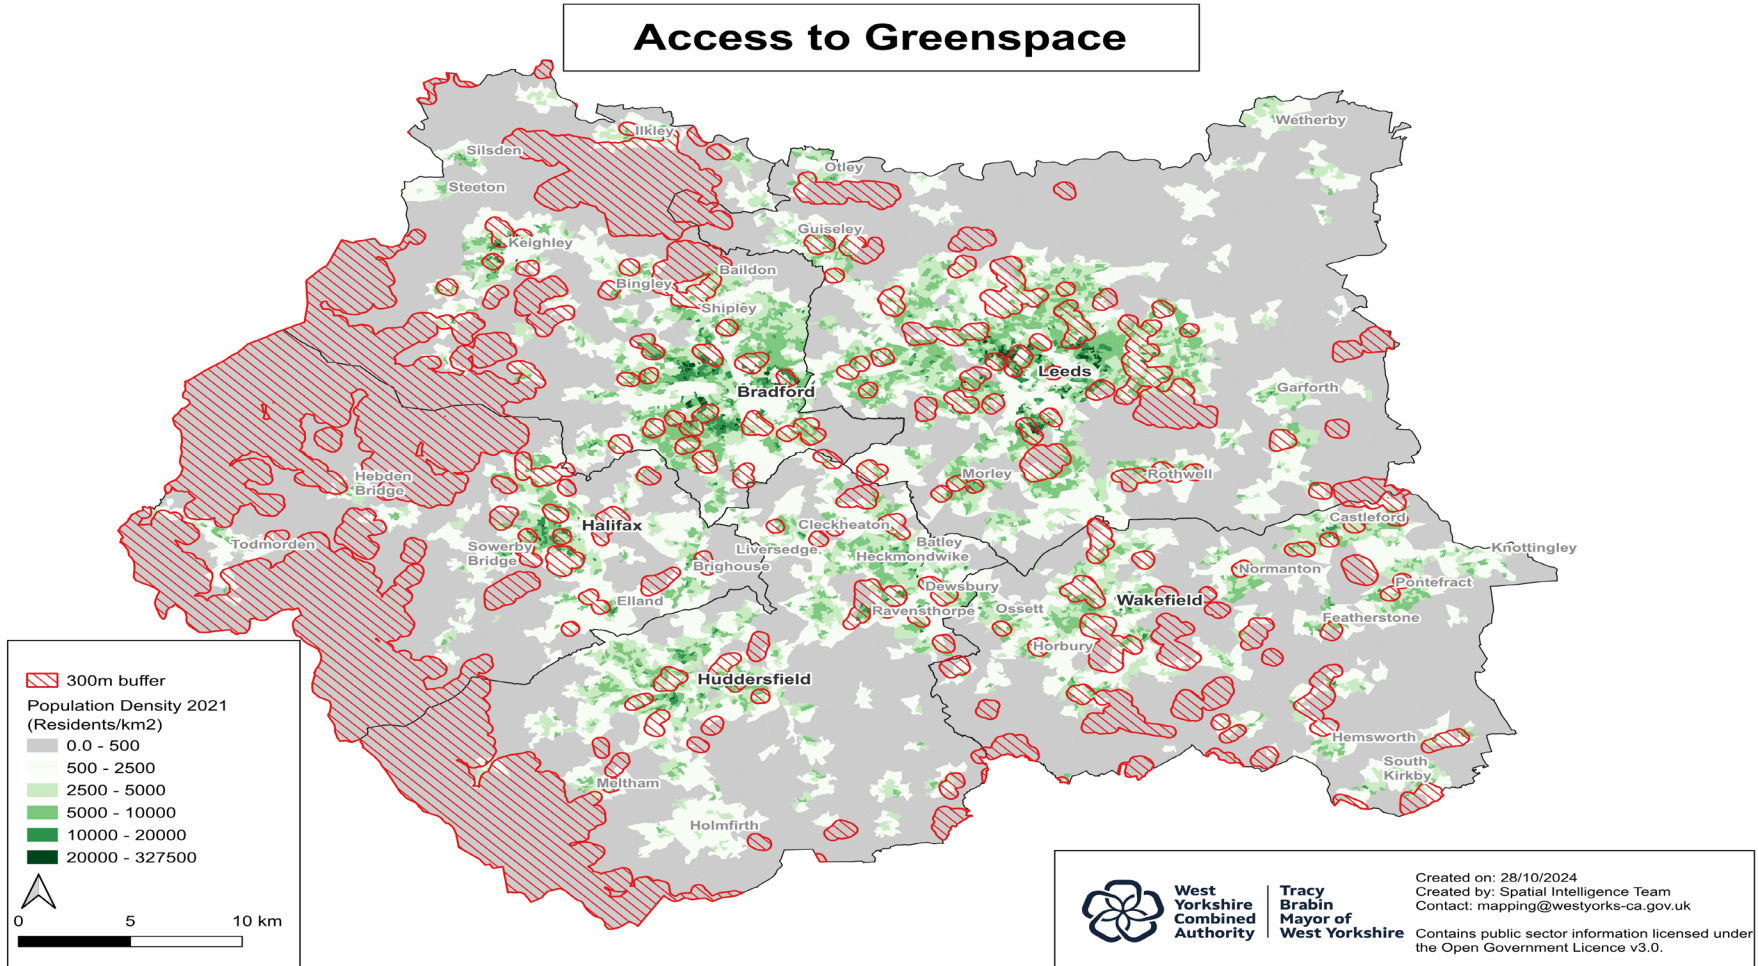 Access to Greenspace
Ilkley
Wetherby
Silsden
Otley
Steeton
Guiseley
Keighley
Baildon
Bingley
Shipley
Leeds
Bradford
Garforth
Morley
Rothwell
Hebden
Bridge
Castleford
Halifax
Cleckheaton
Todmorden
Sowerby
Bridge
Liversedge
Batley
Heckmondwike
Knottingley
Brighouse
Normanton
Pontefract
Dewsbury
Elland
Wakefield
Ravensthorpe
Ossett
Featherstone
Horbury
Huddersfield
Hemsworth
South
Kirkby
Meltham
Holmfirth
300m buffer
Population Density 2021
(Residents/km2)
0.0 - 500
500 - 2500
2500 - 5000
5000 - 10000
10000 - 20000
20000 - 327500
0 5 10 km
West
Yorkshire
Combined
Authority
Tracy
Brabin
Mayor of
West Yorkshire
Created on: 28/10/2024
Created by: Spatial Intelligence Team
Contact: mapping@westyorks-ca.gov.uk
Contains public sector information licensed under
the Open Government Licence v3.0.